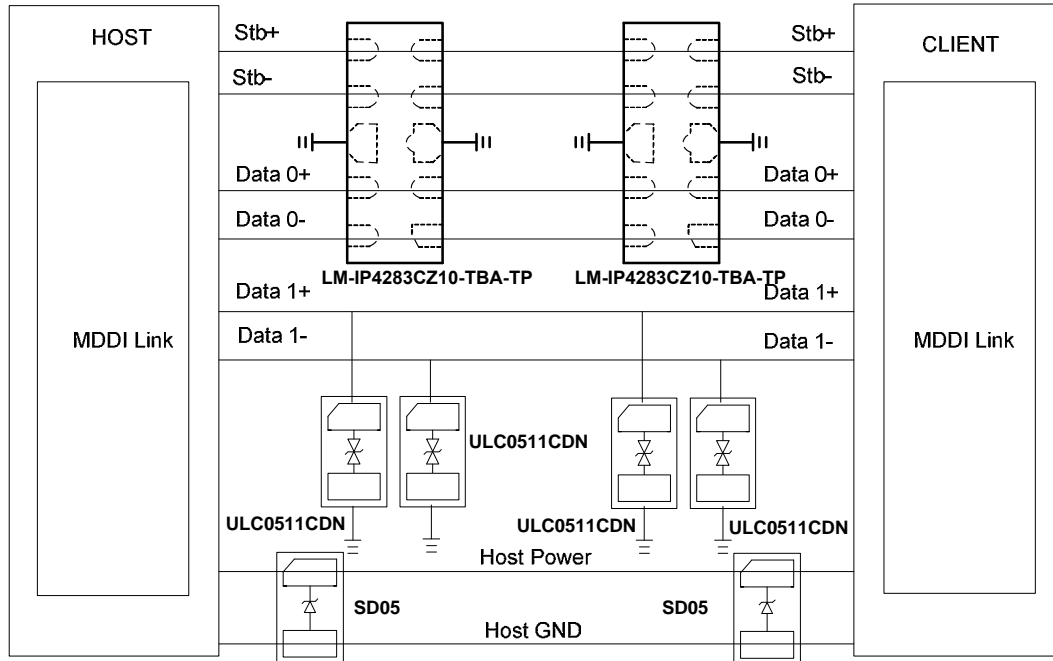 HOST
Stb+
Stb+
CLIENT
Stb-
Stb-
Data 0+
Data 0+
Data 0-
Data 0-
LM-IP4283CZ10-TBA-TP
LM-IP4283CZ10-TBA-TP
Data 1+
Data 1+
MDDI Link
Data 1-
Data 1-
MDDI Link
ULC0511CDN
ULC0511CDN
ULC0511CDN
ULC0511CDN
Host Power
SD05
SD05
Host GND